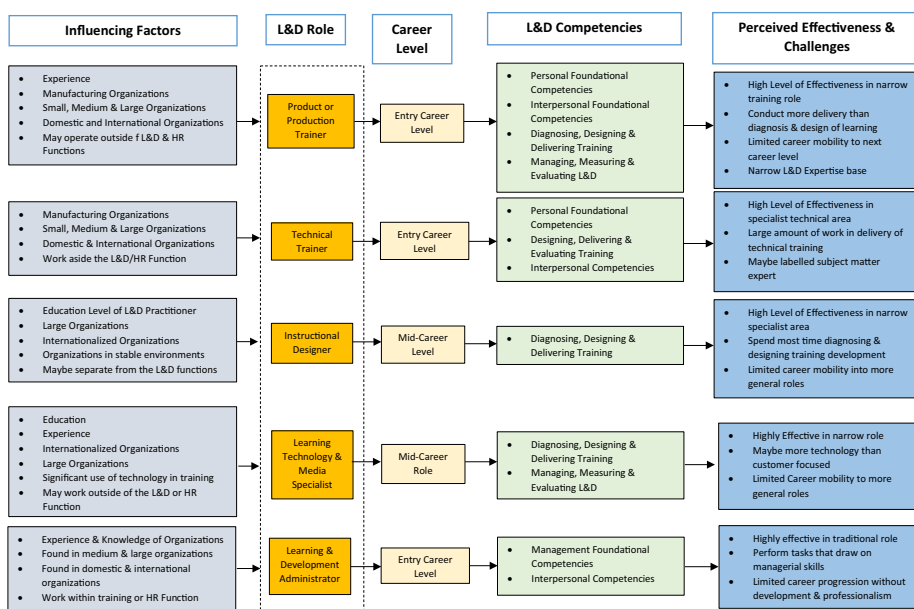 Influencing Factors
L&D Role
Career
Level
L&D Competencies
Perceived Effectiveness &
Challenges
• Experience
• Manufacturing Organizations
• Small, Medium & Large Organizations
• Domestic and International Organizations
• May operate outside f L&D & HR
Functions
Product or
Production
Trainer
Entry Career
Level
• Personal Foundational
Competencies
• Interpersonal Foundational
Competencies
• Diagnosing, Designing &
Delivering Training
• Managing, Measuring &
Evaluating L&D
• High Level of Effectiveness in narrow
training role
• Conduct more delivery than
diagnosis & design of learning
• Limited career mobility to next
career level
• Narrow L&D Expertise base
• Manufacturing Organizations
• Small, Medium & Large Organizations
• Domestic & International Organizations
• Work aside the L&D/HR Function
Technical
Trainer
Entry Career
Level
• Personal Foundational
Competencies
• Designing, Delivering &
Evaluating Training
• Interpersonal Competencies
• High Level of Effectiveness in
specialist technical area
• Large amount of work in delivery of
technical training
• Maybe labelled subject matter
expert
• Education Level of L&D Practitioner
• Large Organizations
• Internationalized Organizations
• Organizations in stable environments
• Maybe separate from the L&D functions
Instructional
Designer
Mid-Career
Level
• Diagnosing, Designing &
Delivering Training
• High Level of Effectiveness in narrow
specialist area
• Spend most time diagnosing &
designing training development
• Limited career mobility into more
general roles
• Education
• Experience
• Internationalized Organizations
• Large Organizations
• Significant use of technology in training
• May work outside of the L&D or HR
Function
Learning
Technology &
Media
Specialist
Mid-Career
Role
• Diagnosing, Designing &
Delivering Training
• Managing, Measuring &
Evaluating L&D
• Highly Effective in narrow role
• Maybe more technology than
customer focused
• Limited Career mobility to more
general roles
• Experience & Knowledge of Organizations
• Found in medium & large organizations
• Found in domestic & international
organizations
• Work within training or HR Function
Learning &
Development
Administrator
Entry Career
Level
• Management Foundational
Competencies
• Interpersonal Competencies
• Highly effective in traditional role
• Perform tasks that draw on
managerial skills
• Limited career progression without
development & professionalism